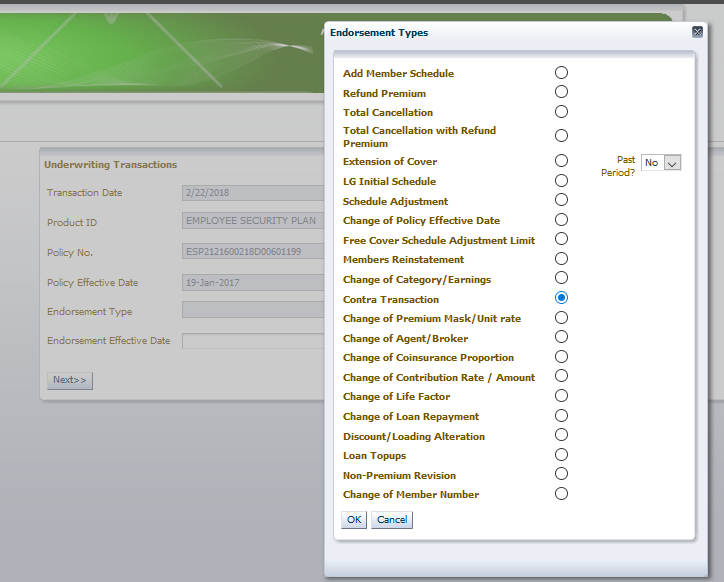 Endorsement Types
Add Member Schedule
Refund Premium
Total Cancellation
Total Cancellation with Refund
Premium
Extension of Cover
Past
Period?
No
LG Initial Schedule
Schedule Adjustment
Change of Policy Effective Date
Free Cover Schedule Adjustment Limit
Members Reinstatement
Change of Category/Earnings
Contra Transaction
Change of Premium Mask/Unit rate
Change of Agent/Broker
Change of Coinsurance Proportion
Change of Contribution Rate / Amount
Change of Life Factor
Change of Loan Repayment
Discount/Loading Alteration
Loan Topups
Non-Premium Revision
Change of Member Number
OK Cancel
Underwriting Transactions
Transaction Date 2/22/2018
Product ID EMPLOYEE SECURITY PLAN
Policy No. ESP2121600218D00601199
Policy Effective Date 19-Jan-2017
Endorsement Type
Endorsement Effective Date
Next>>